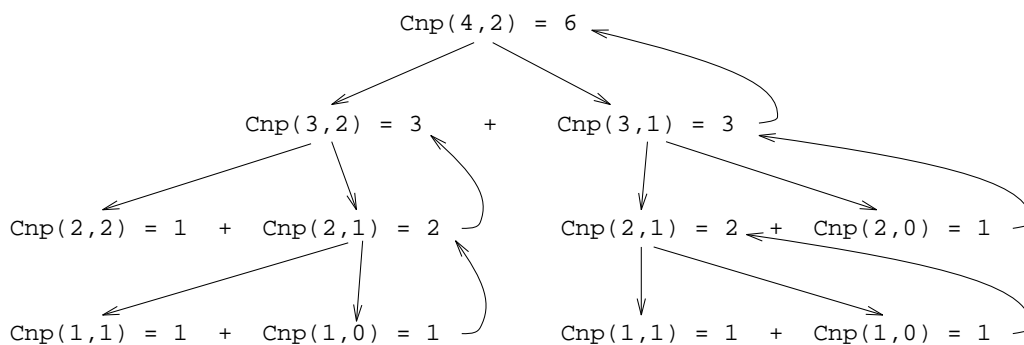 Cnp(4,2) = 6
Cnp(3,2) = 3 + Cnp(3,1) = 3
Cnp(2,2) = 1 + Cnp(2,1) = 2 Cnp(2,1) = 2 + Cnp(2,0) = 1
Cnp(1,1) = 1 + Cnp(1,0) = 1 Cnp(1,1) = 1 + Cnp(1,0) = 1